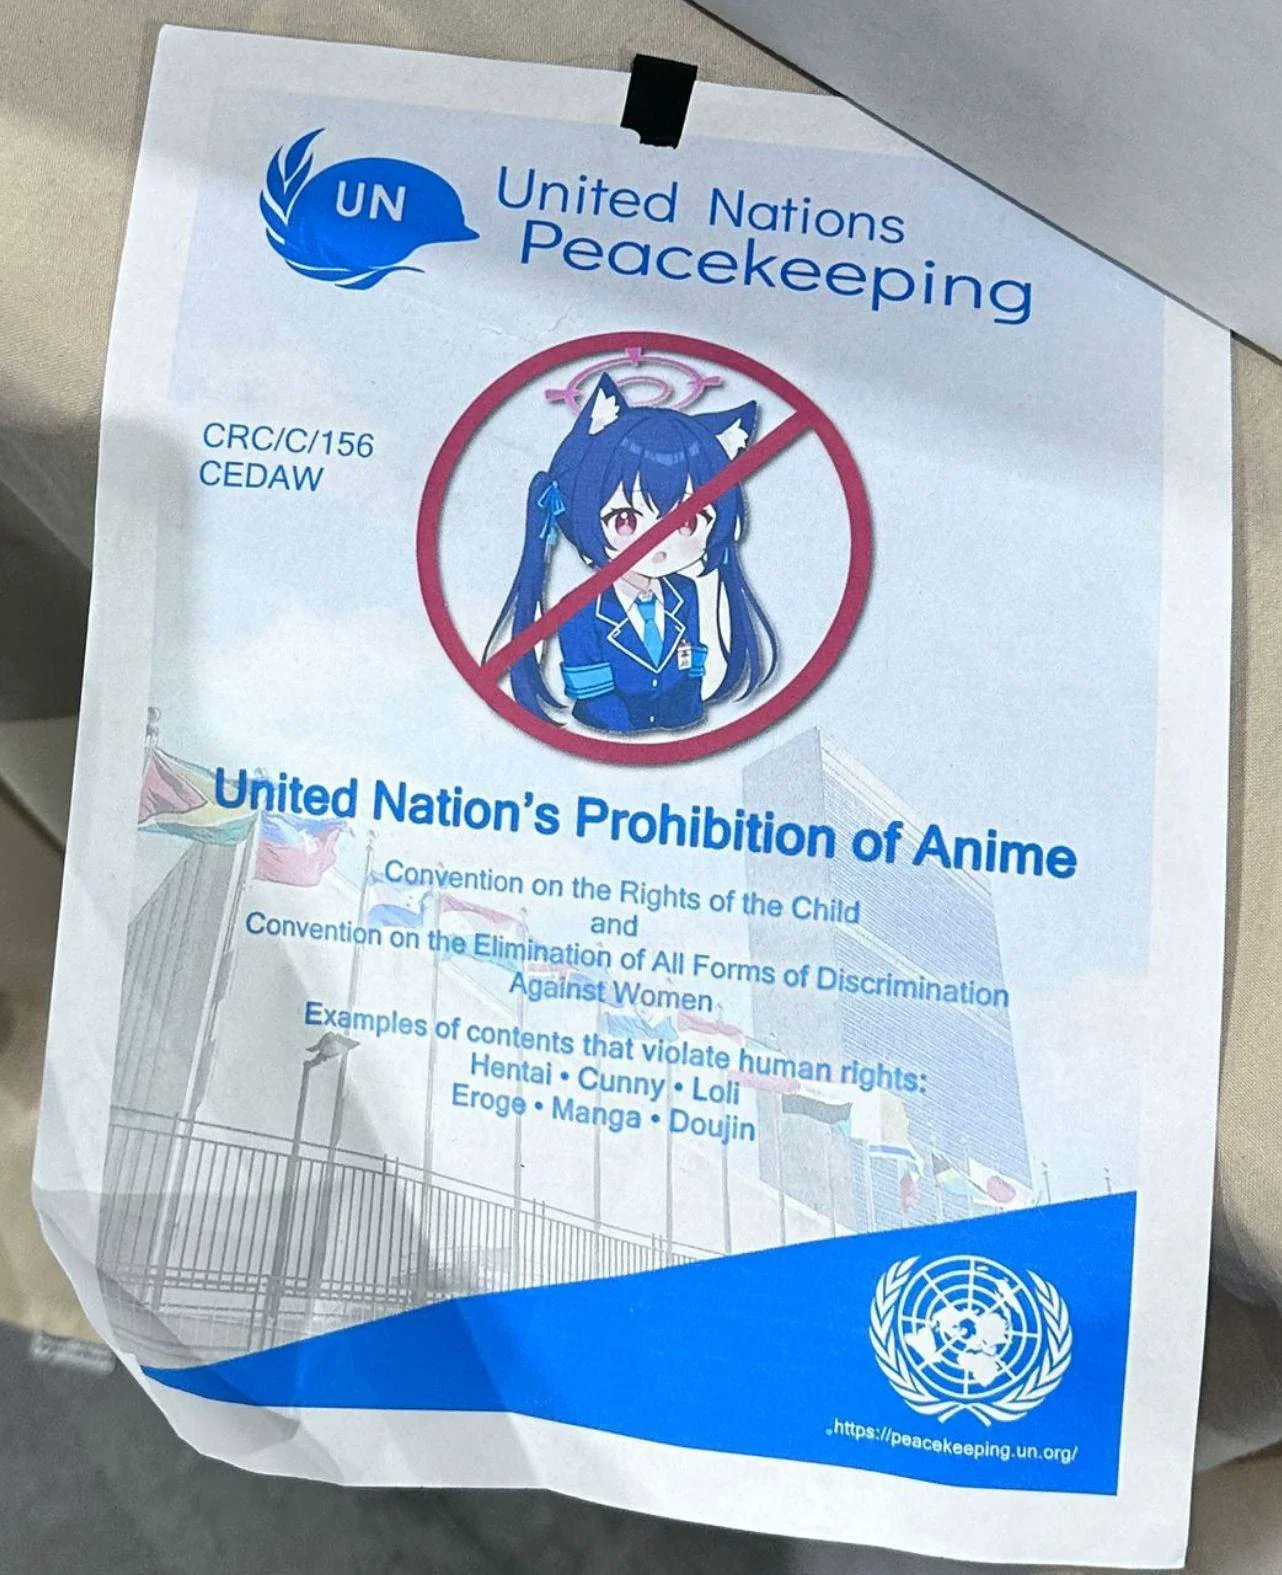 UN
United Nations
Peacekeeping
CRC/C/156
CEDAW
United Nation's Prohibition of Anime
Convention on the Rights of the Child
and
Convention on the Elimination of All Forms of Discrimination
Against Women
Examples of contents that violate human rights:
Hentai • Cunny • Loli
Eroge • Manga • Doujin
https://peacekeeping.un.org/